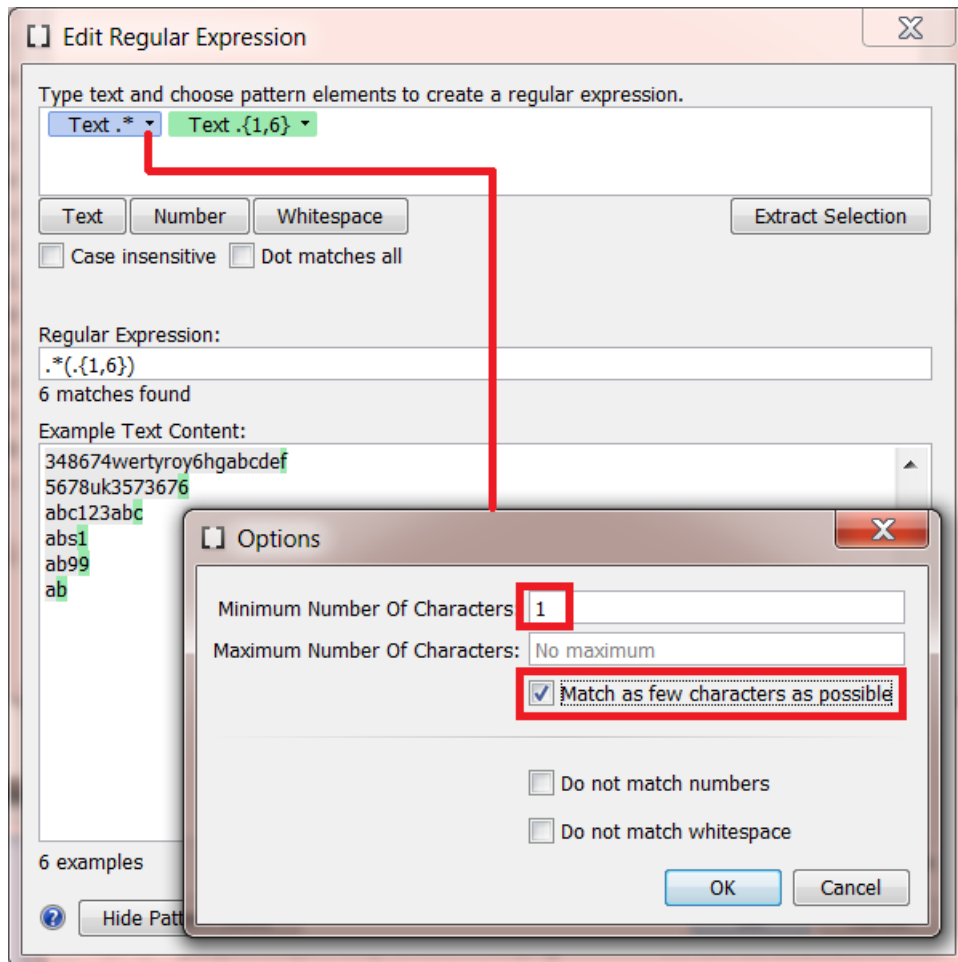 Edit Regular Expression
Type text and choose pattern elements to create a regular expression.
Text .* Text .{1,6}
Text Number Whitespace Extract Selection
Case insensitive Dot matches all
Regular Expression:
.*(.{1,6})
6 matches found
Example Text Content:
348674wertyroy6hgabcdef
5678uk3573676
abc123abc
abs1
ab99
ab
Options
Minimum Number Of Characters: 1
Maximum Number Of Characters: No maximum
Match as few characters as possible
Do not match numbers
Do not match whitespace
OK Cancel
6 examples
? Hide Patt